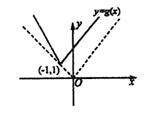 y
y=g(x)
(-1,1)
O
x